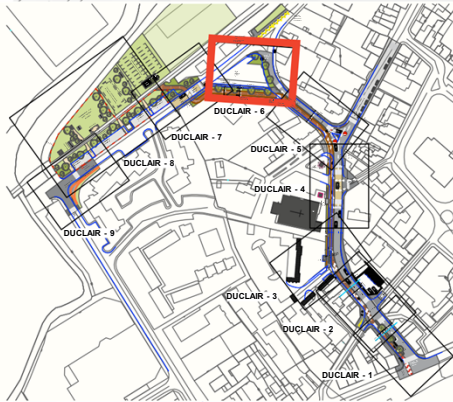 DUCLAIR - 6
DUCLAIR - 7
DUCLAIR - 5
DUCLAIR - 8
DUCLAIR - 4
DUCLAIR - 9
DUCLAIR - 3
DUCLAIR - 2
DUCLAIR - 1